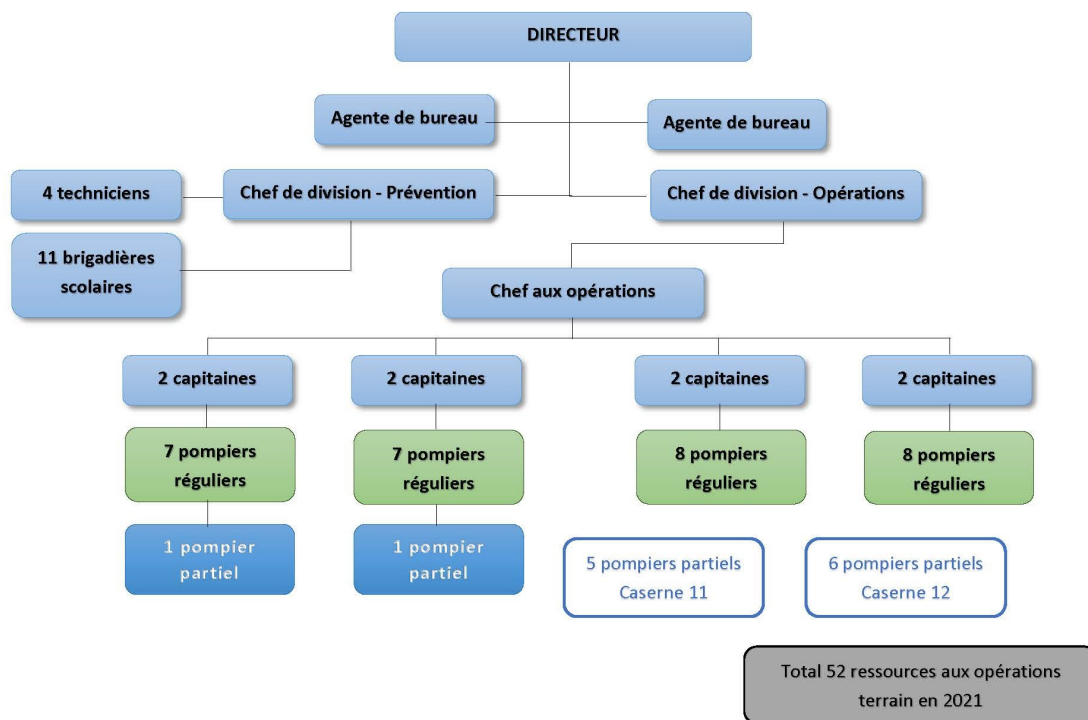 DIRECTEUR
Agente de bureau
Agente de bureau
4 techniciens
Chef de division - Prévention
Chef de division - Opérations
11 brigadières
scolaires
Chef aux opérations
2 capitaines
2 capitaines
2 capitaines
2 capitaines
7 pompiers
réguliers
7 pompiers
réguliers
8 pompiers
réguliers
8 pompiers
réguliers
1 pompier
partiel
1 pompier
partiel
5 pompiers partiels
Caserne 11
6 pompiers partiels
Caserne 12
Total 52 ressources aux opérations
terrain en 2021